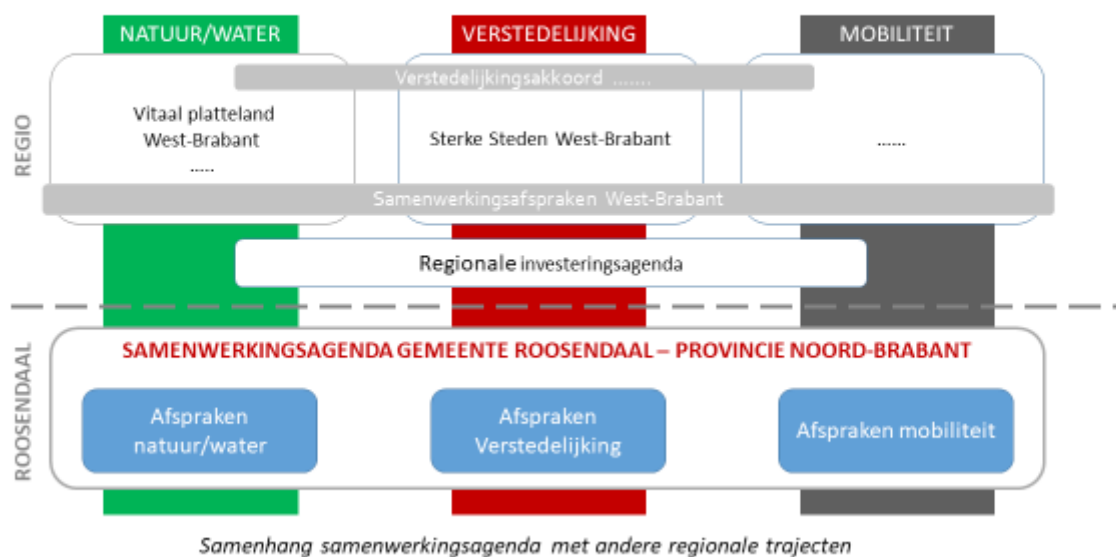 NATUUR/WATER
VERSTEDELIJKING
MOBILITEIT
REGIO
Verstedelijkingsakkoord .......
Vitaal platteland
West-Brabant
.....
Sterke Steden West-Brabant
......
Samenwerkingsafspraken West-Brabant
Regionale investeringsagenda
ROOSENDAAL
SAMENWERKINGSAGENDA GEMEENTE ROOSENDAAL – PROVINCIE NOORD-BRABANT
Afspraken
natuur/water
Afspraken
Verstedelijking
Afspraken mobiliteit
Samenhang samenwerkingsagenda met andere regionale trajecten